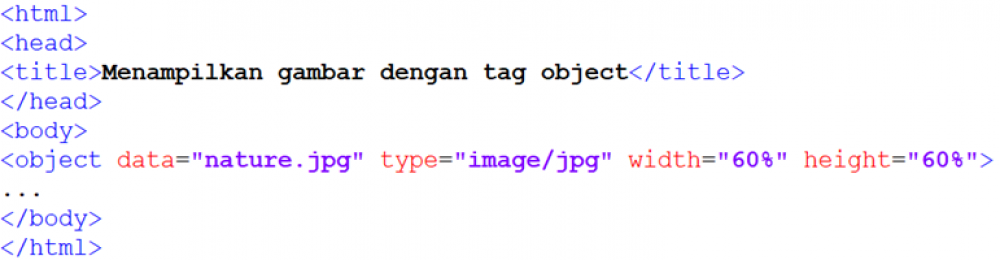 <html>
<head>
<title>Menampilkan gambar dengan tag object</title>
</head>
<body>
<object data="nature.jpg" type="image/jpg" width="60%" height="60%">
...
</body>
</html>